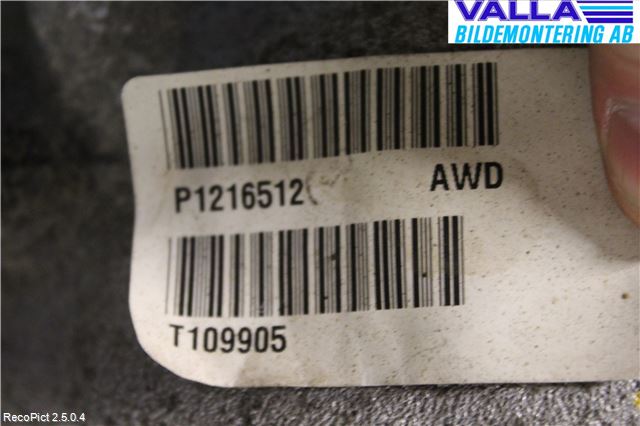 VALLA
BILDEMONTERING AB
P1216512 AWD
T109905
RecoPict 2.5.0.4